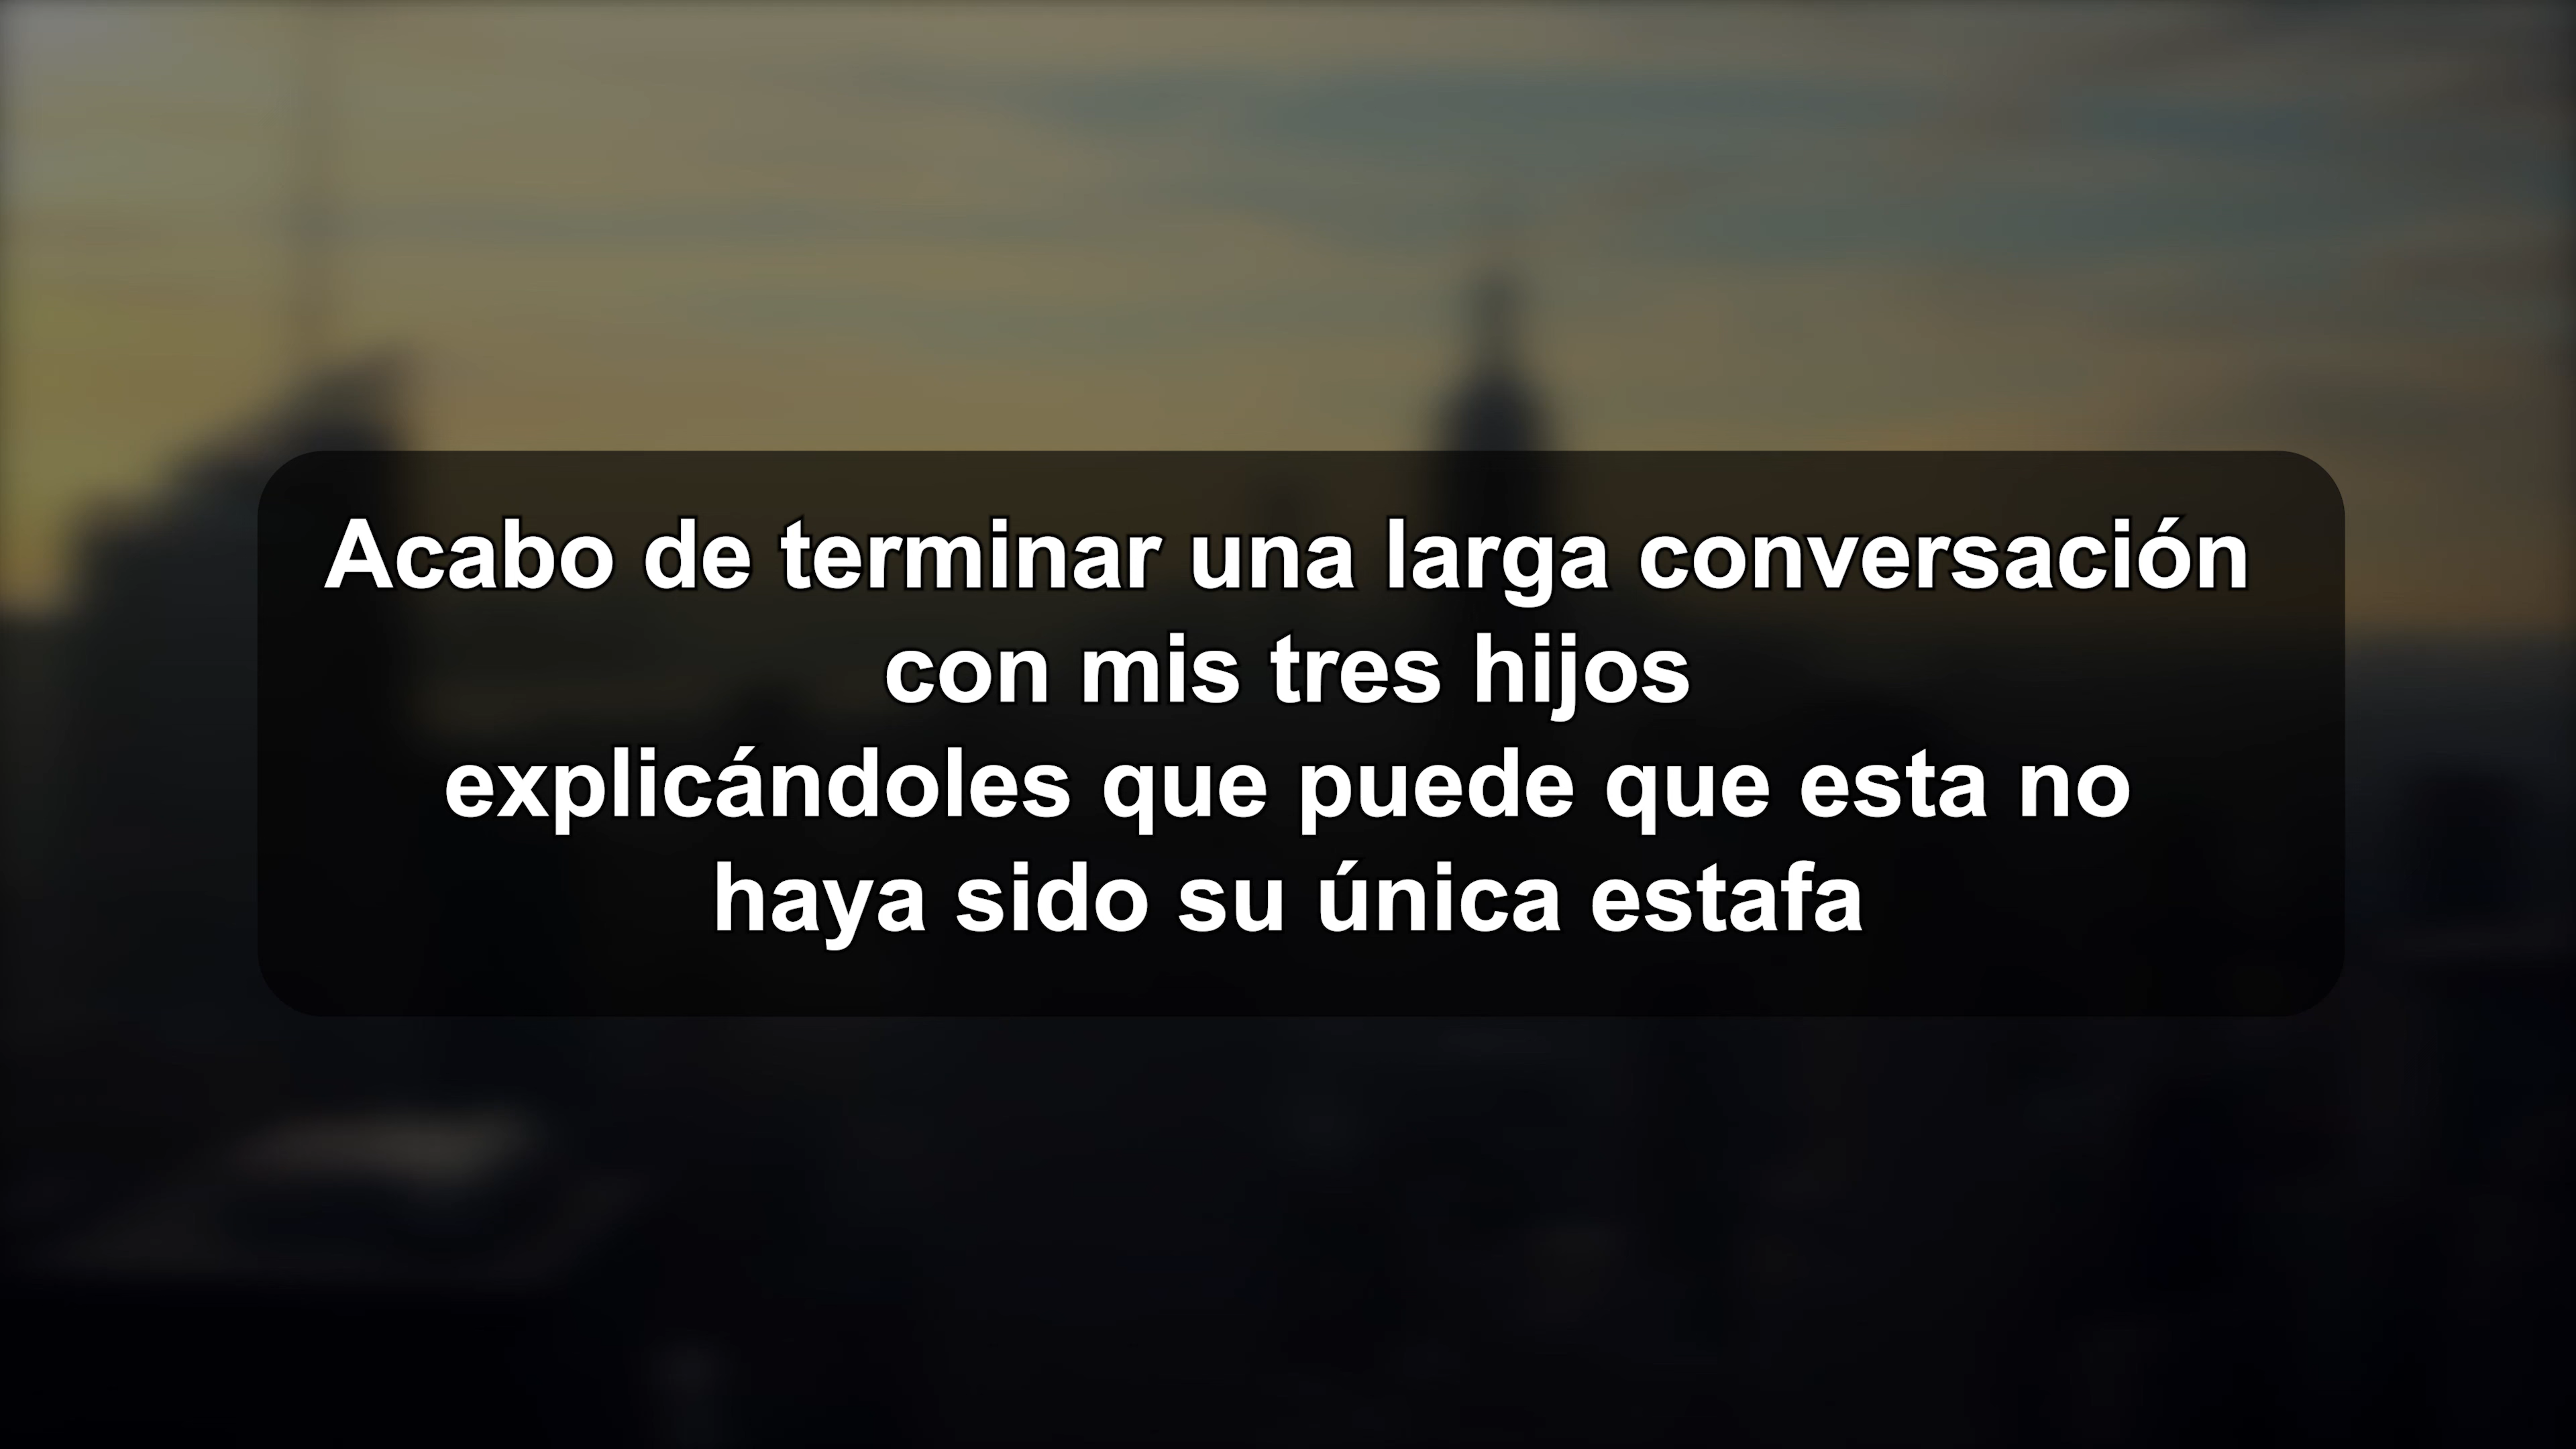 Acabo de terminar una larga conversación
con mis tres hijos
explicándoles que puede que esta no
haya sido su única estafa